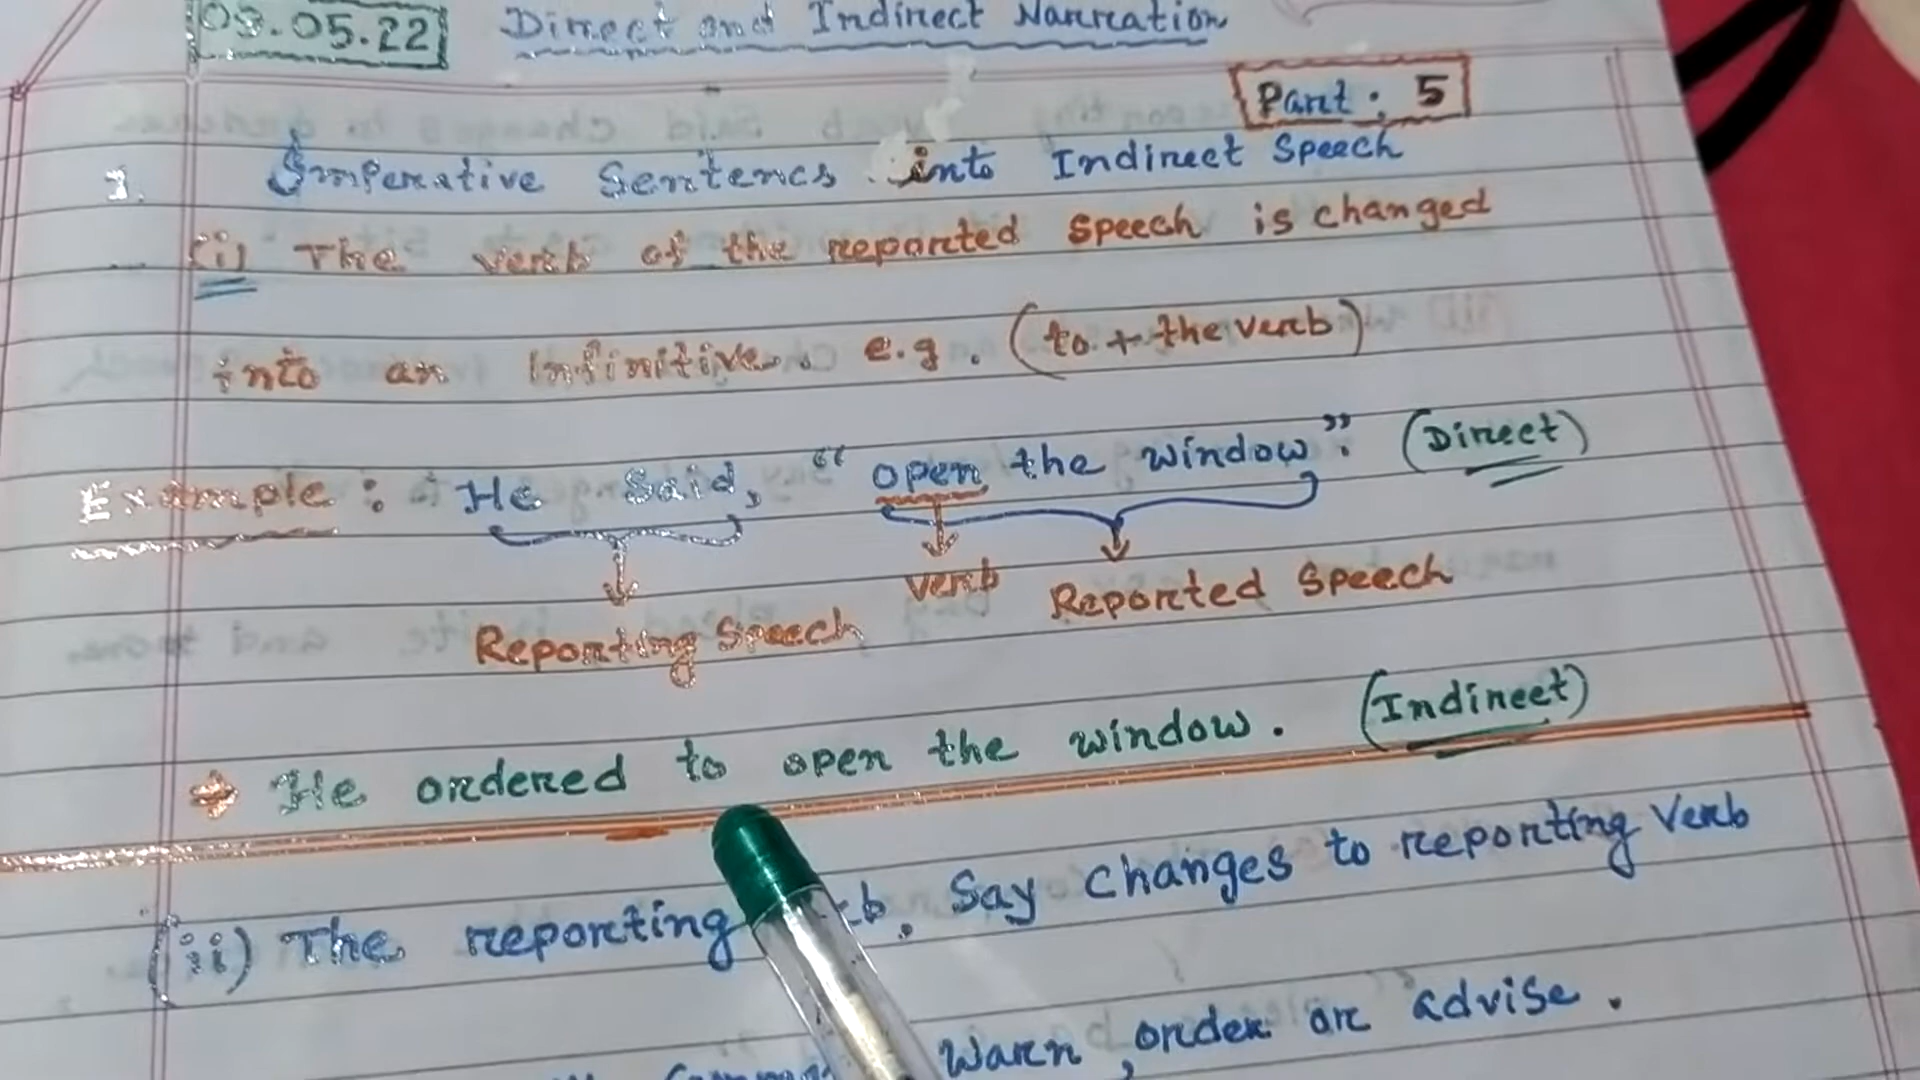 03.05.22 Direct and Indirect Narration
Part: 5
1. Imperative Sentencs into Indirect Speech
(i) The verb of the reported speech is changed
into an infinitive. e.g. (to + the verb)
Example: He Said, “open the window”. (Direct)
verb Reported Speech
Reporting Speech
He ordered to open the window. (Indirect)
(ii) The reporting Say changes to reporting verb
warn, order or advise.